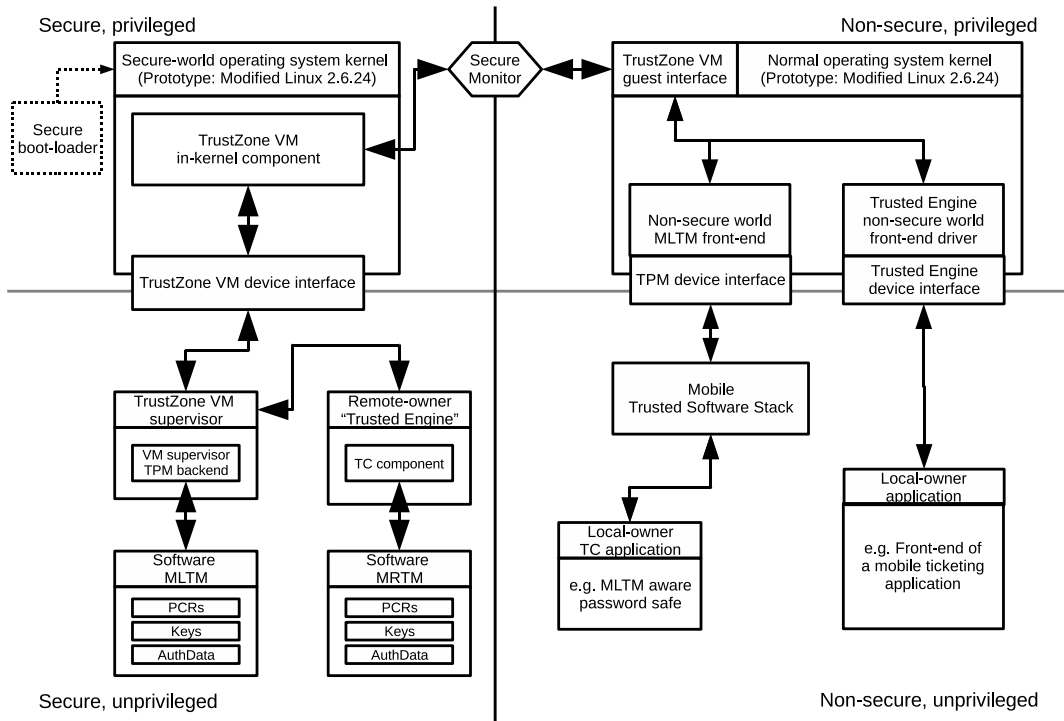 Secure, privileged
Non-secure, privileged
Secure-world operating system kernel
(Prototype: Modified Linux 2.6.24)
Secure
Monitor
TrustZone VM
guest interface
Normal operating system kernel
(Prototype: Modified Linux 2.6.24)
Secure
boot-loader
TrustZone VM
in-kernel component
Non-secure world
MLTM front-end
Trusted Engine
non-secure world
front-end driver
TrustZone VM device interface
TPM device interface
Trusted Engine
device interface
TrustZone VM
supervisor
VM supervisor
TPM backend
Remote-owner
“Trusted Engine”
TC component
Mobile
Trusted Software Stack
Local-owner
application
e.g. Front-end of
a mobile ticketing
application
Local-owner
TC application
e.g. MLTM aware
password safe
Software
MLTM
PCRs
Keys
AuthData
Software
MRTM
PCRs
Keys
AuthData
Secure, unprivileged
Non-secure, unprivileged